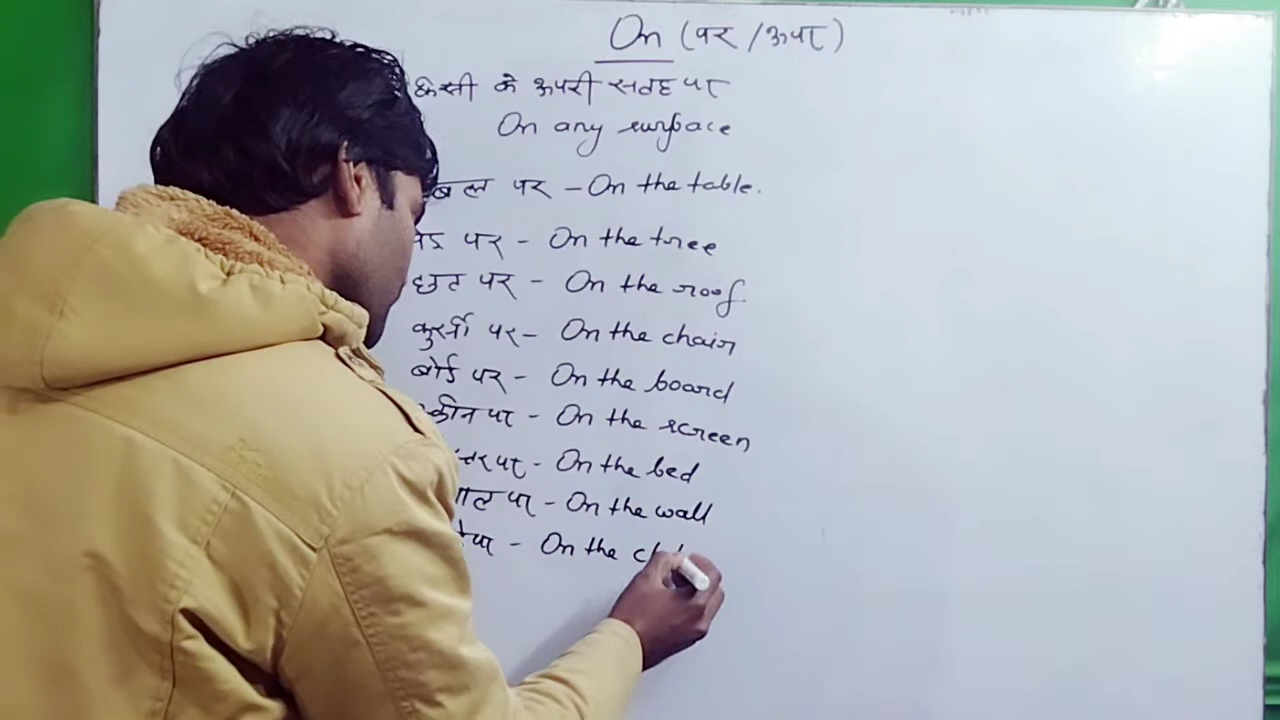 On (पर / ऊपर)
किसी के ऊपरी सतह पर
On any surface
पर – On the table.
पर - On the tree
छत पर - On the roof
कुर्सी पर – On the chair
बोर्ड पर - On the board
पर - On the screen
पर - On the bed
पर - On the wall
पर - On the